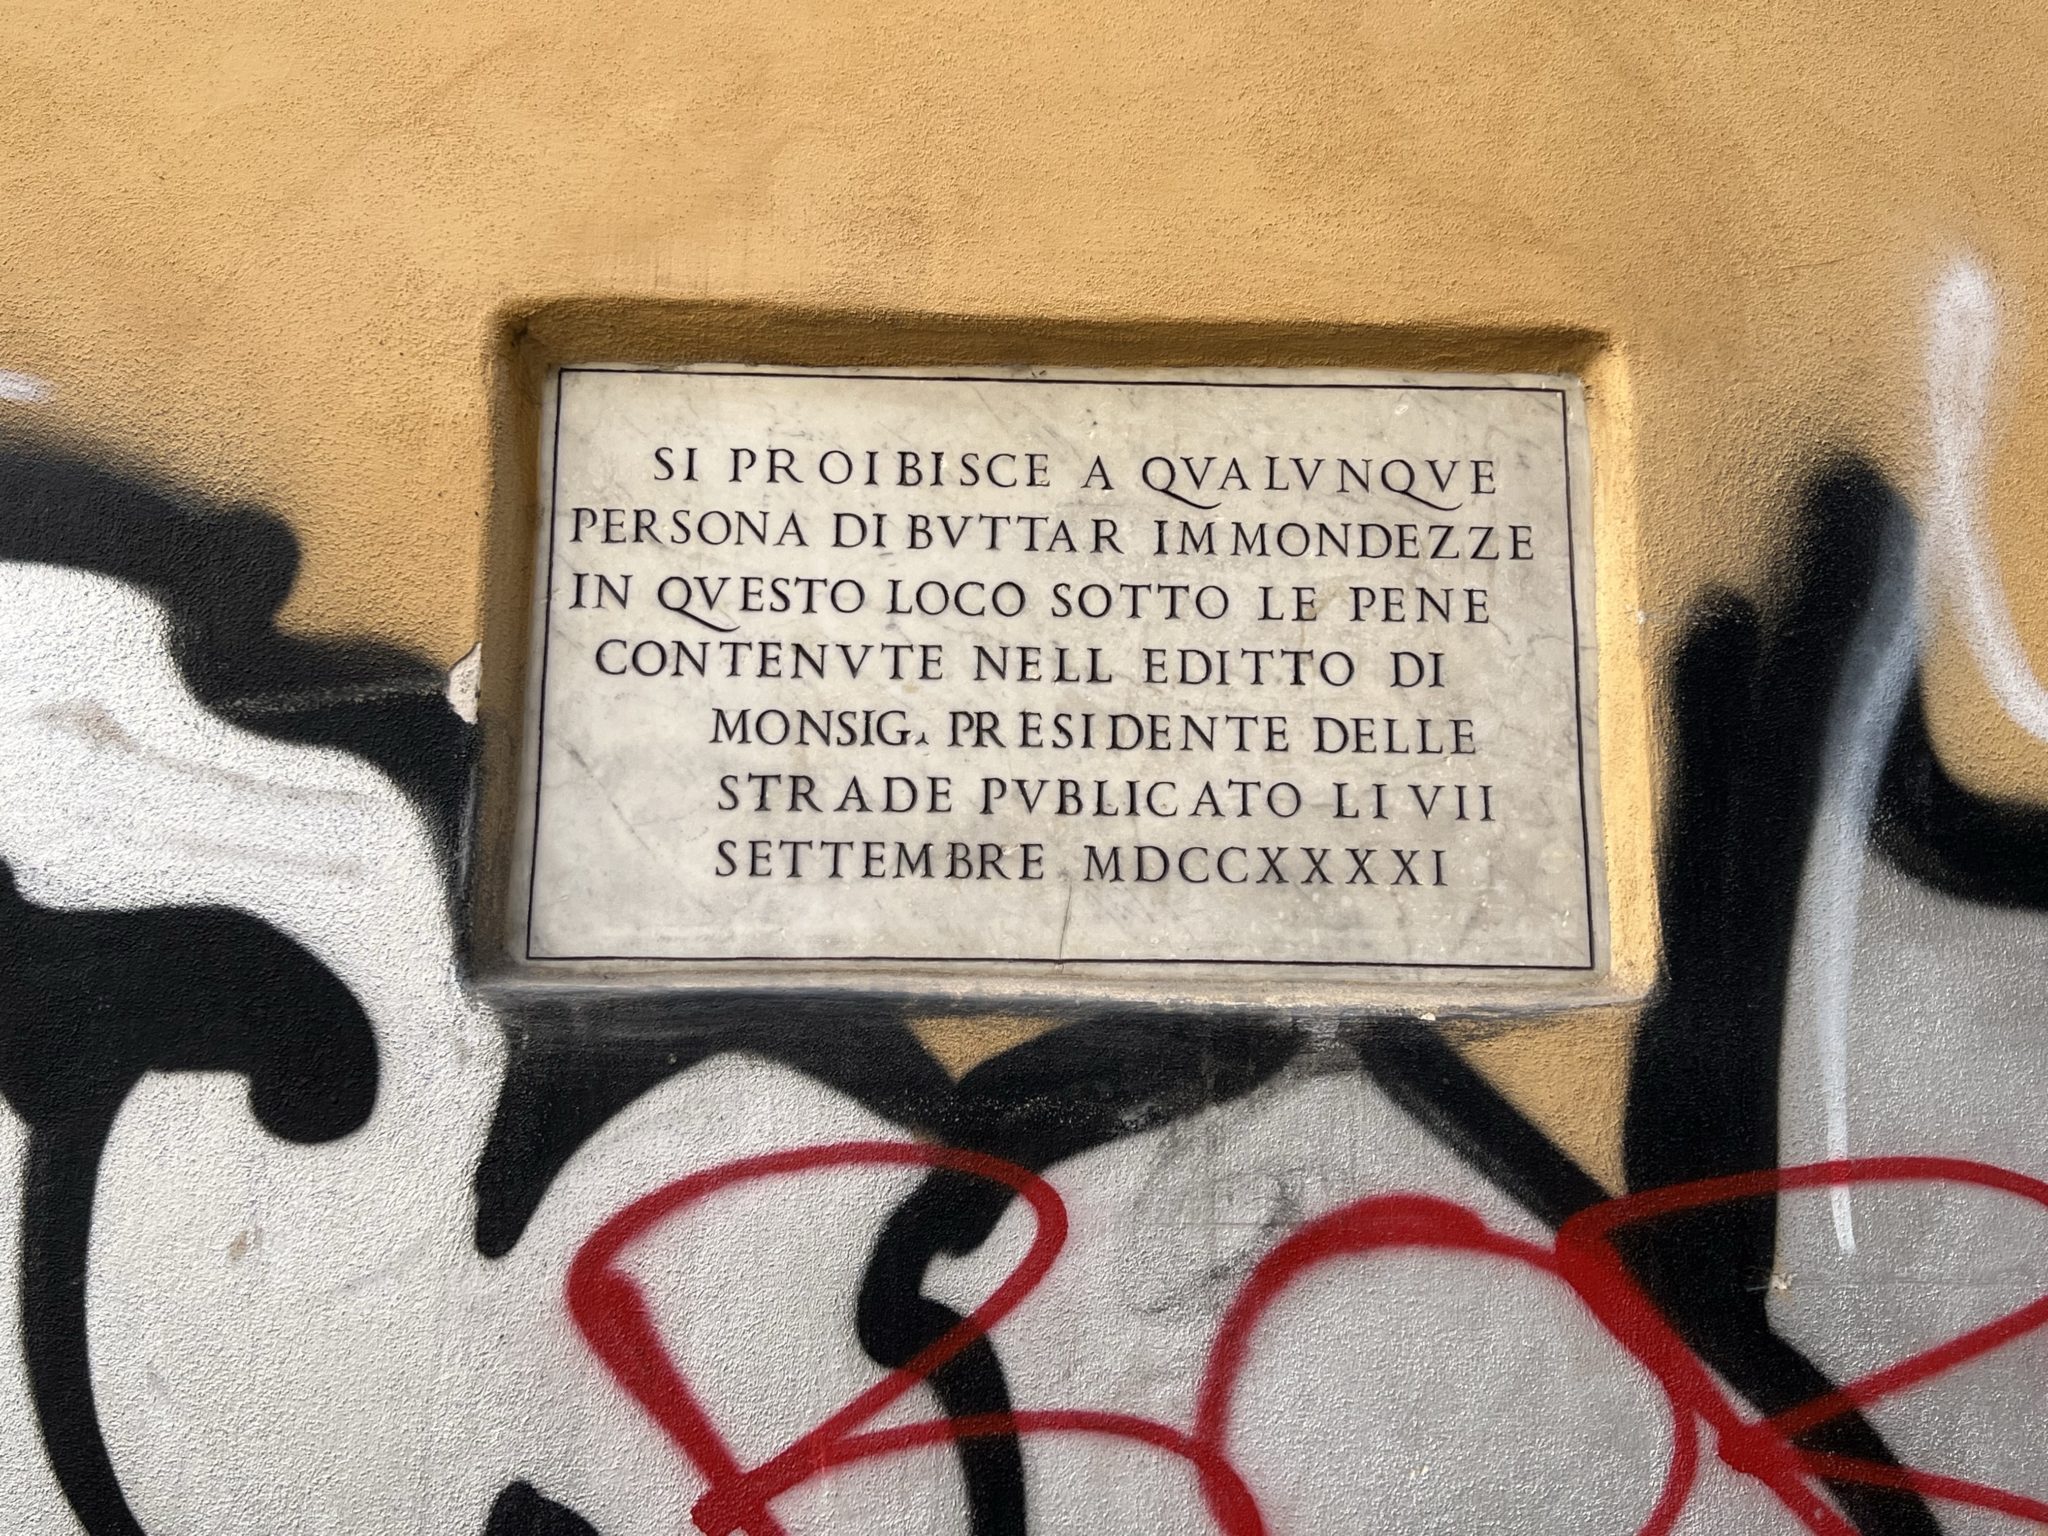 SI PROIBISCE A QVALVNQVE
PERSONA DI BVTTAR IMMONDEZZE
IN QVESTO LOCO SOTTO LE PENE
CONTENVTE NELL EDITTO DI
MONSIG. PRESIDENTE DELLE
STRADE PVBLICATO LI VII
SETTEMBRE MDCCXXXXI